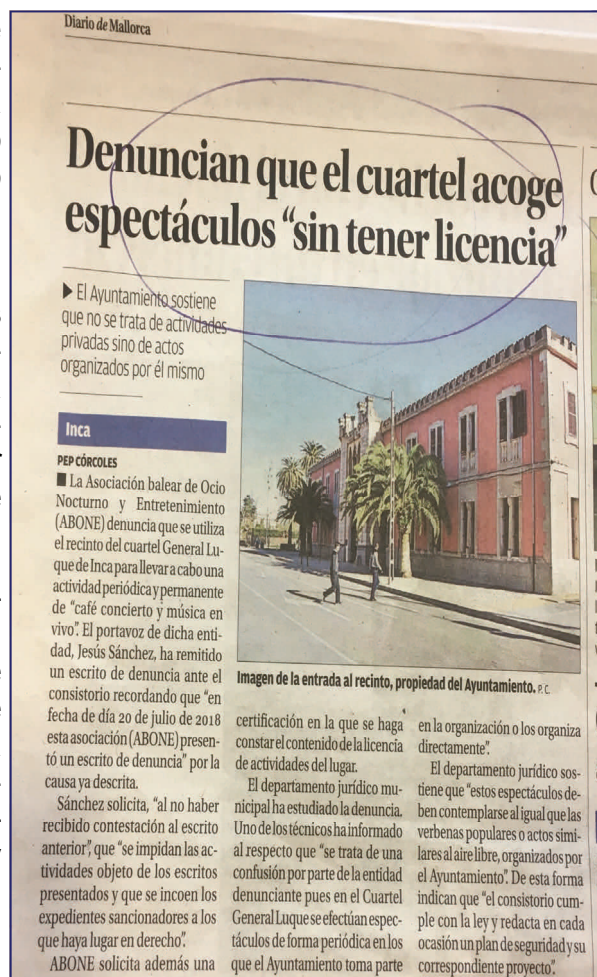 Diario de Mallorca
Denuncian que el cuartel acoge
espectáculos “sin tener licencia”
▶ El Ayuntamiento sostiene
que no se trata de actividades
privadas sino de actos
organizados por él mismo
Inca
PEP CÓRCOLES
■ La Asociación balear de Ocio
Nocturno y Entretenimiento
(ABONE) denuncia que se utiliza
el recinto del cuartel General Lu-
que de Inca para llevar a cabo una
actividad periódica y permanente
de “café concierto y música en
vivo”. El portavoz de dicha enti-
dad, Jesús Sánchez, ha remitido
un escrito de denuncia ante el
consistorio recordando que “en
fecha de día 20 de julio de 2018
esta asociación (ABONE) presen-
tó un escrito de denuncia” por la
causa ya descrita.
Sánchez solicita, “al no haber
recibido contestación al escrito
anterior”, que “se impidan las ac-
tividades objeto de los escritos
presentados y que se incoen los
expedientes sancionadores a los
que haya lugar en derecho”.
ABONE solicita además una
Imagen de la entrada al recinto, propiedad del Ayuntamiento. P. C.
certificación en la que se haga
constar el contenido de la licencia
de actividades del lugar.
El departamento jurídico mu-
nicipal ha estudiado la denuncia.
Uno de los técnicos ha informado
al respecto que “se trata de una
confusión por parte de la entidad
denunciante pues en el Cuartel
General Luque se efectúan espec-
táculos de forma periódica en los
que el Ayuntamiento toma parte
en la organización o los organiza
directamente”.
El departamento jurídico sos-
tiene que “estos espectáculos de-
ben contemplarse al igual que las
verbenas populares o actos simi-
lares al aire libre, organizados por
el Ayuntamiento”. De esta forma
indican que “el consistorio cum-
ple con la ley y redacta en cada
ocasión un plan de seguridad y su
correspondiente proyecto”.